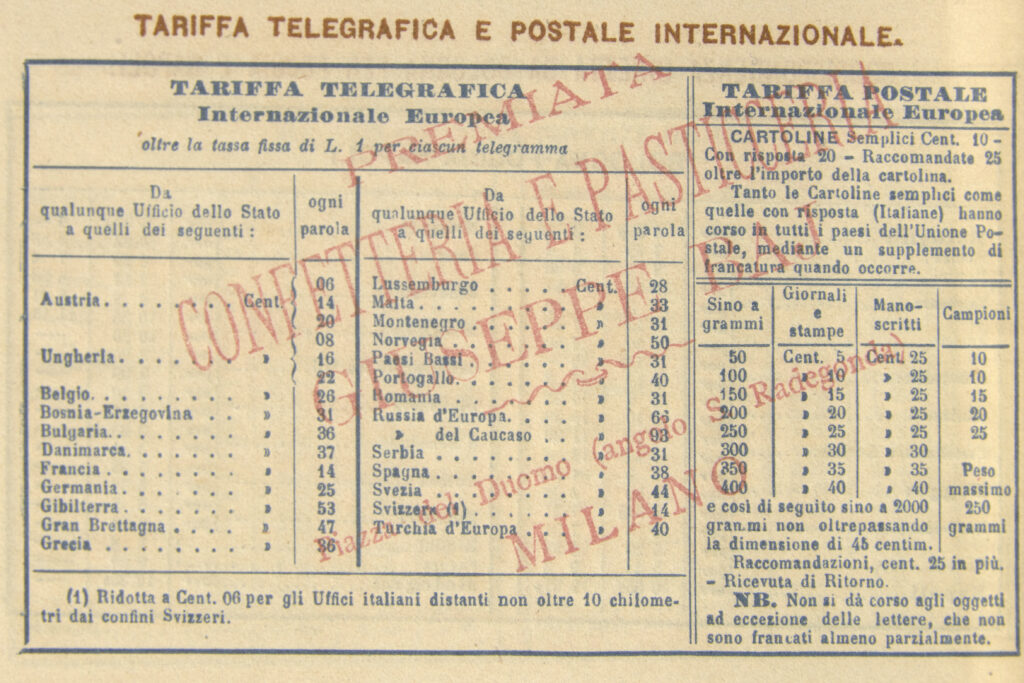 TARIFFA TELEGRAFICA E POSTALE INTERNAZIONALE.
TARIFFA TELEGRAFICA
Internazionale Europea
oltre la tassa fissa di L. 1 per ciascun telegramma
Da
qualunque Ufficio dello Stato
a quelli dei seguenti :
ogni
parola
Austria . . . . . . . . Cent. 06
14
20
Ungheria . . . . . . . » 08
16
22
Belgio. . . . . . . . . . » 26
Bosnia-Erzegovina . . » 31
Bulgaria. . . . . . . . . » 36
Danimarca. . . . . . . » 37
Francia . . . . . . . . . » 14
Germania . . . . . . . » 25
Gibilterra . . . . . . . » 53
Gran Brettagna . . . » 47
Grecia . . . . . . . . . » 36
Da
qualunque Ufficio dello Stato
a quelli dei seguenti :
ogni
parola
Lussemburgo . . . . . Cent. 28
Malta . . . . . . . . . » 33
Montenegro . . . . . . » 31
Norvegia . . . . . . . » 50
Paesi Bassi . . . . . . » 31
Portogallo. . . . . . . » 40
Romania . . . . . . . » 31
Russia d'Europa. . . . » 66
» del Caucaso . . » 93
Serbia . . . . . . . . » 31
Spagna . . . . . . . . » 38
Svezia . . . . . . . . » 44
Svizzera (1) . . . . . » 14
Turchia d'Europa . . . » 40
(1) Ridotta a Cent. 06 per gli Uffici italiani distanti non oltre 10 chilome-
tri dai confini Svizzeri.
TARIFFA POSTALE
Internazionale Europea
CARTOLINE Semplici Cent. 10 –
Con risposta 20 – Raccomandate 25
oltre l'importo della cartolina.
Tanto le Cartoline semplici come
quelle con risposta (Italiane) hanno
corso in tutti i paesi dell'Unione Po-
stale, mediante un supplemento di
francatura quando occorre.
Sino a grammi | Giornali e stampe | Mano-scritti | Campioni
50 Cent. 5 Cent. 25 10
100 » 10 » 25 10
150 » 15 » 25 15
200 » 20 » 25 20
250 » 25 » 25 25
300 » 30 » 30
350 » 35 » 35 Peso
400 » 40 » 40 massimo
e così di seguito sino a 2000 250
grammi non oltrepassando grammi
la dimensione di 45 centim.
Raccomandazioni, cent. 25 in più.
– Ricevuta di Ritorno.
NB. Non si dà corso agli oggetti
ad eccezione delle lettere, che non
sono francati almeno parzialmente.
PREMIATA
CONFETTERIA E PASTICCERIA
GIUSEPPE BAJ
Piazza del Duomo (angolo S. Radegonda)
MILANO